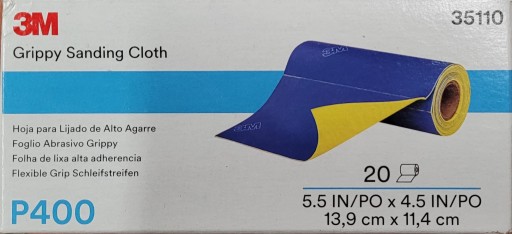 3M
35110
Grippy Sanding Cloth
3M
3M
Hoja para Lijado de Alto Agarre
Foglio Abrasivo Grippy
Folha de lixa alta adherencia
Flexible Grip Schleifstreifen
20
5.5 IN/PO x 4.5 IN/PO
13,9 cm x 11,4 cm
P400